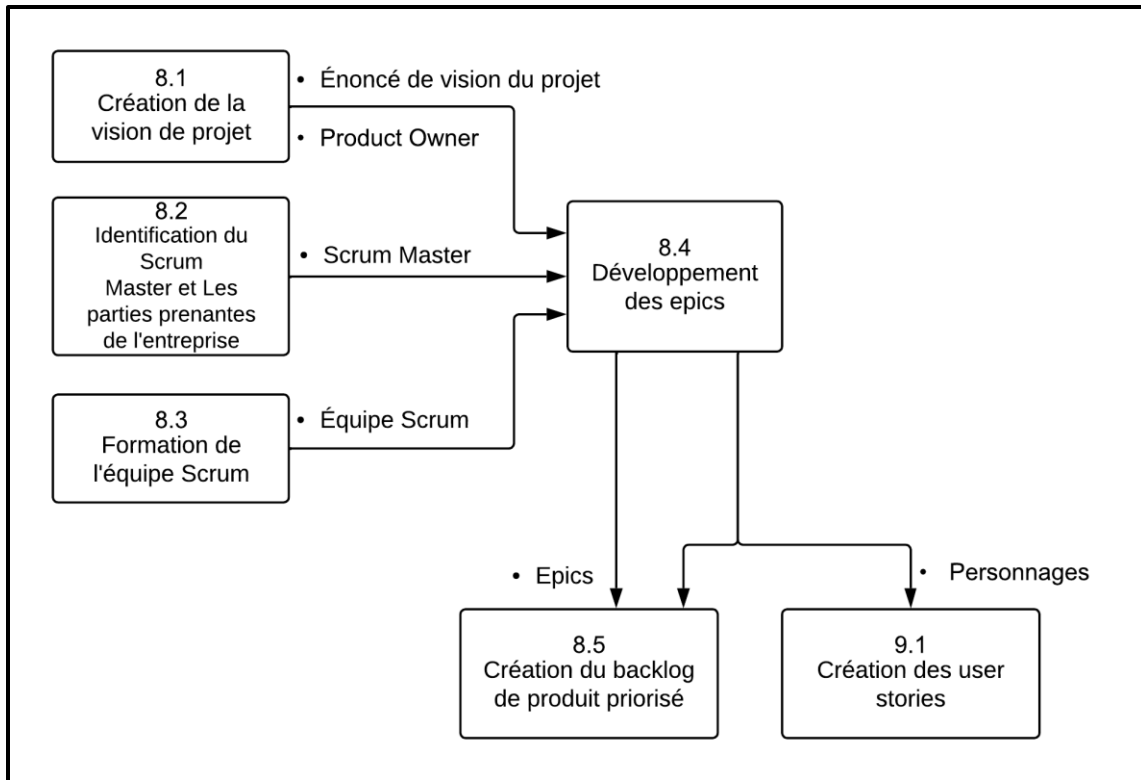 8.1
Création de la
vision de projet
• Énoncé de vision du projet
• Product Owner
8.2
Identification du
Scrum
Master et Les
parties prenantes
de l'entreprise
• Scrum Master
8.3
Formation de
l'équipe Scrum
• Équipe Scrum
8.4
Développement
des epics
• Epics
• Personnages
8.5
Création du backlog
de produit priorisé
9.1
Création des user
stories